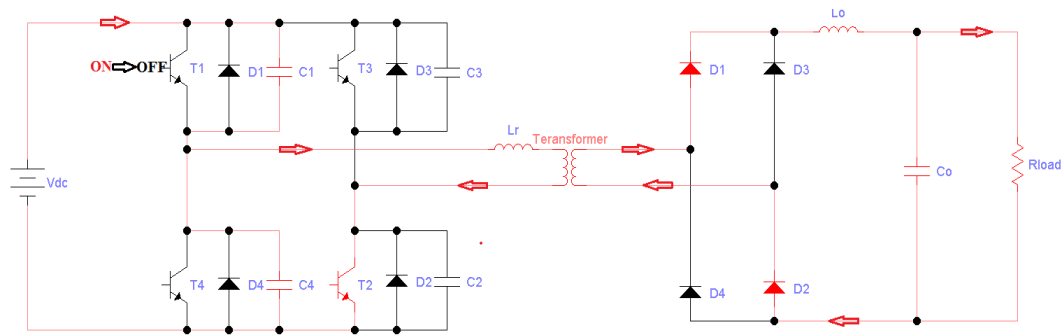 Lo
ON OFF T1 D1 C1 T3 D3 C3 D1 D3
Lr Teransformer
Vdc Co Rload
T4 D4 C4 T2 D2 C2 D4 D2